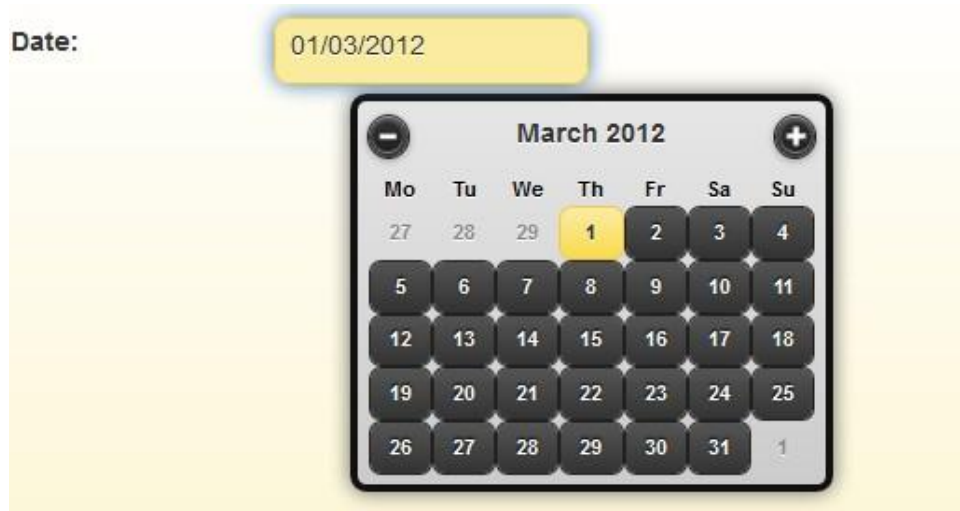 Date: 01/03/2012
March 2012
Mo Tu We Th Fr Sa Su
27 28 29 1 2 3 4
5 6 7 8 9 10 11
12 13 14 15 16 17 18
19 20 21 22 23 24 25
26 27 28 29 30 31 1